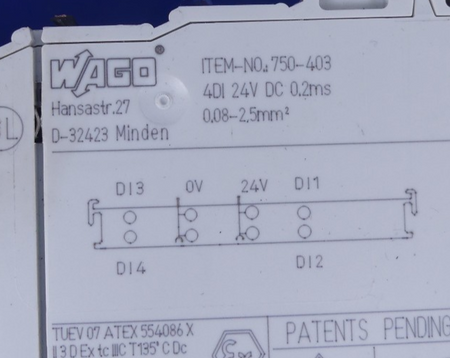 WAGO®
ITEM-NO.: 750-403
4DI 24V DC 0.2ms
0,08-2,5mm²
Hansastr.27
D-32423 Minden
DI3 0V 24V DI1
DI4 DI2
TUEV 07 ATEX 554086 X
II 3 D Ex tc IIIC T135° C Dc
Ex
PATENTS PENDING